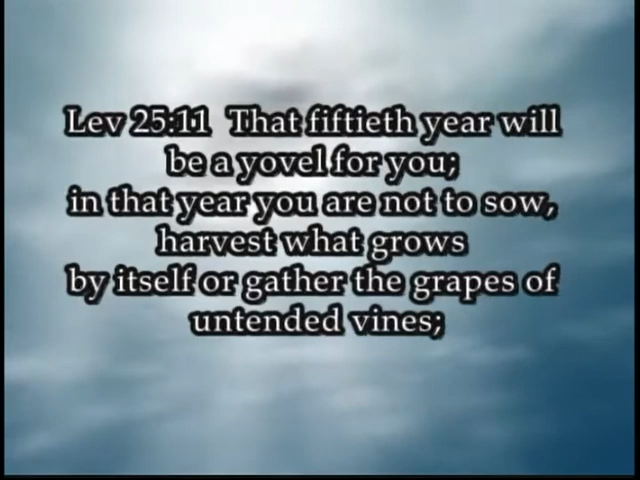 Lev 25:11  That fiftieth year will
be a yovel for you;
in that year you are not to sow,
harvest what grows
by itself or gather the grapes of
untended vines;